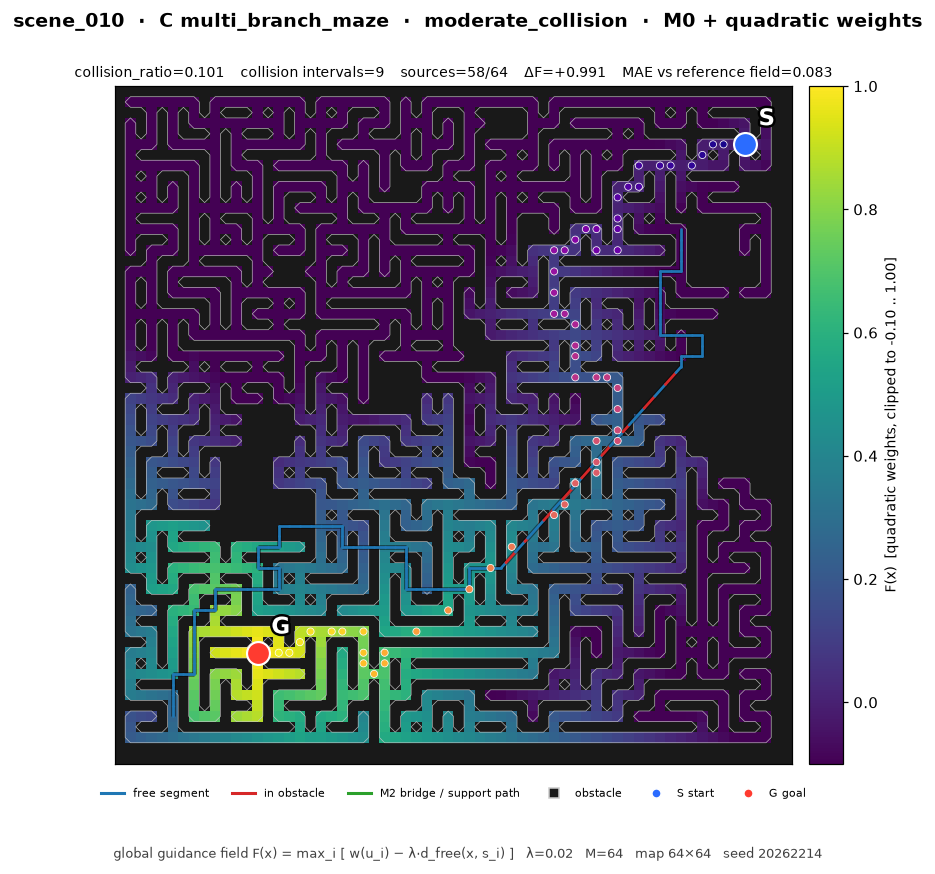 scene_010 · C multi_branch_maze · moderate_collision · M0 + quadratic weights
collision_ratio=0.101 collision intervals=9 sources=58/64 ΔF=+0.991 MAE vs reference field=0.083
S
G
1.0
0.8
0.6
0.4
0.2
0.0
F(x) [quadratic weights, clipped to -0.10 .. 1.00]
free segment in obstacle M2 bridge / support path obstacle S start G goal
global guidance field F(x) = max_i [ w(u_i) − λ·d_free(x, s_i) ] λ=0.02 M=64 map 64×64 seed 20262214